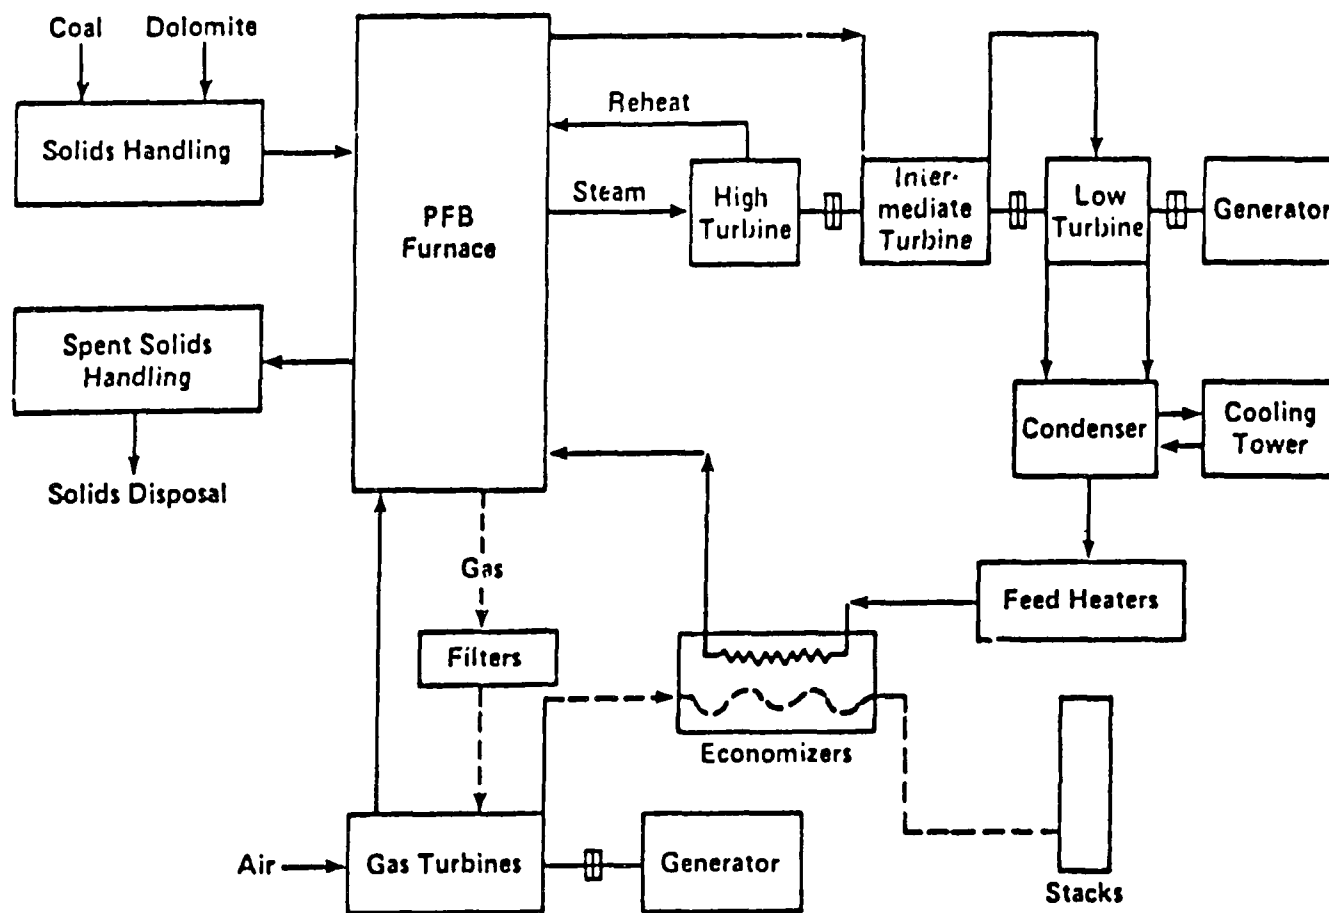 Coal
Dolomite
Solids Handling
PFB
Furnace
Reheat
Steam
High
Turbine
Inter-
mediate
Turbine
Low
Turbine
Generator
Spent Solids
Handling
Solids Disposal
Condenser
Cooling
Tower
Gas
Feed Heaters
Filters
Economizers
Air
Gas Turbines
Generator
Stacks